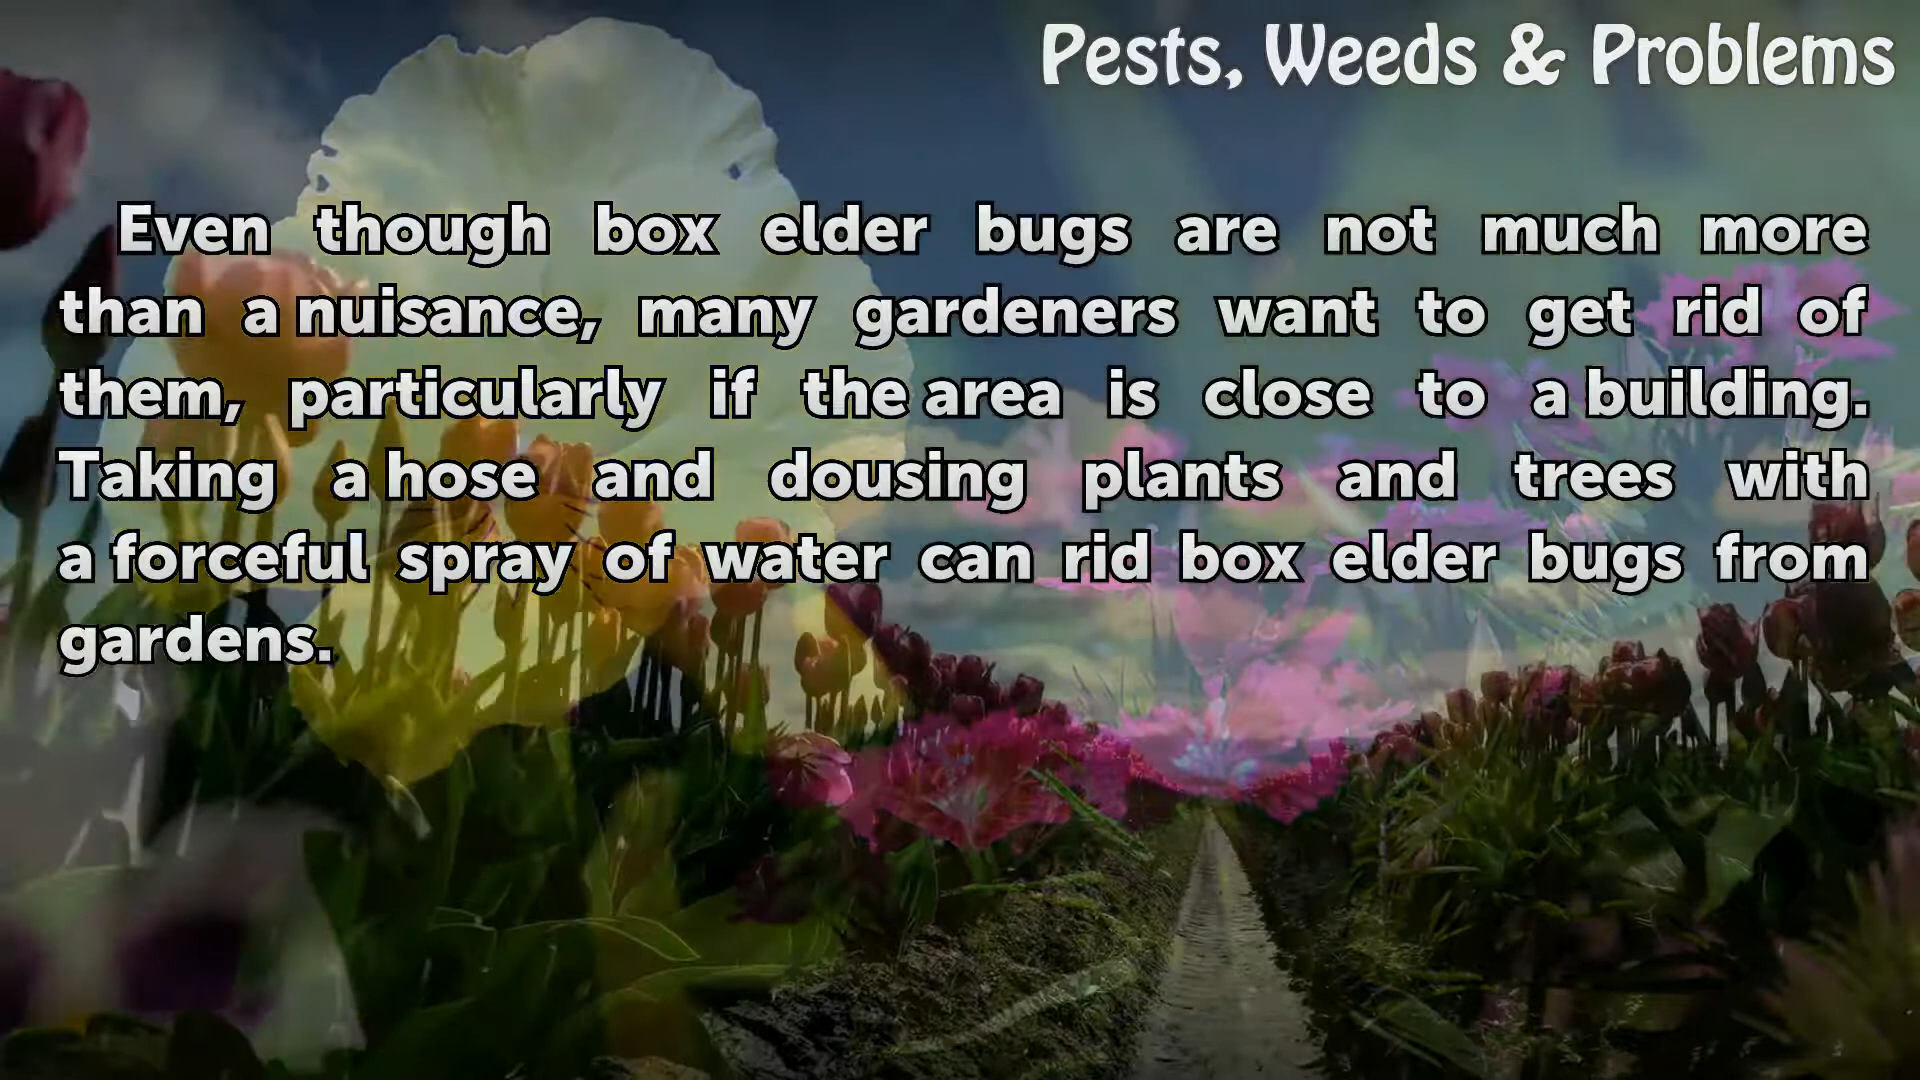 Pests, Weeds & Problems
Even though box elder bugs are not much more
than a nuisance, many gardeners want to get rid of
them, particularly if the area is close to a building.
Taking a hose and dousing plants and trees with
a forceful spray of water can rid box elder bugs from
gardens.